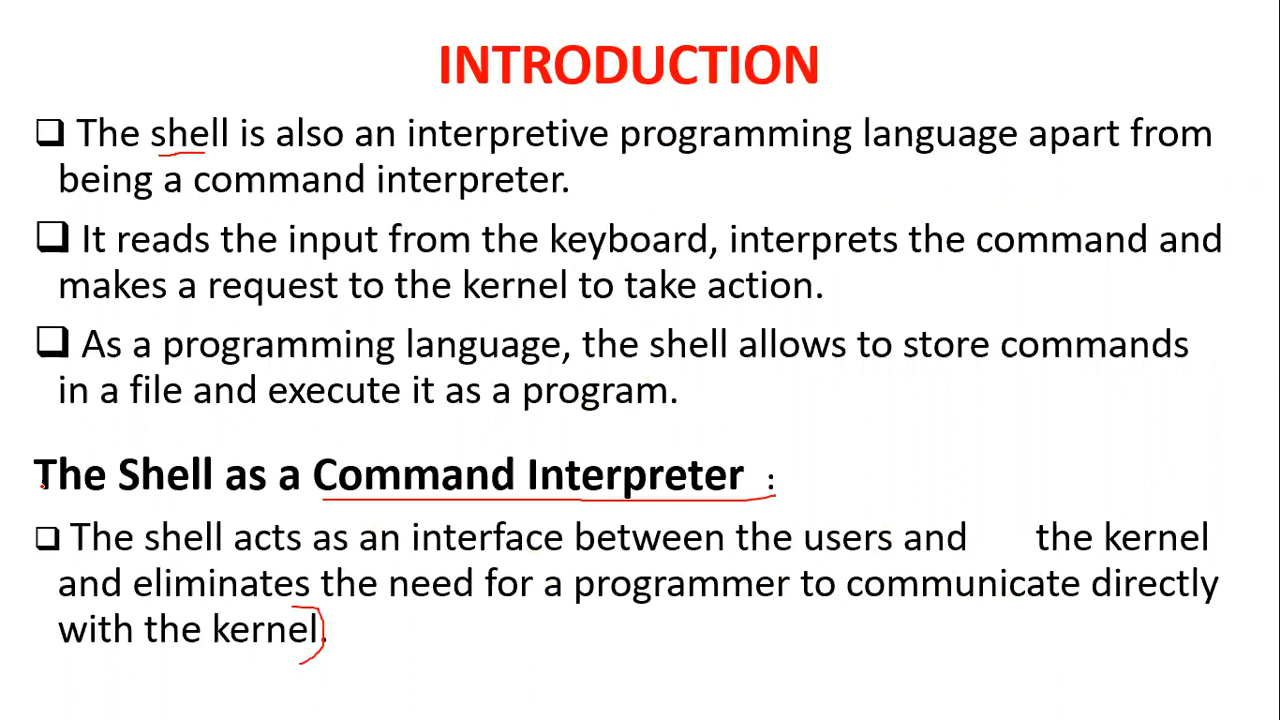 INTRODUCTION
❑ The shell is also an interpretive programming language apart from
being a command interpreter.
❑ It reads the input from the keyboard, interprets the command and
makes a request to the kernel to take action.
❑ As a programming language, the shell allows to store commands
in a file and execute it as a program.
The Shell as a Command Interpreter :
❑ The shell acts as an interface between the users and the kernel
and eliminates the need for a programmer to communicate directly
with the kernel.